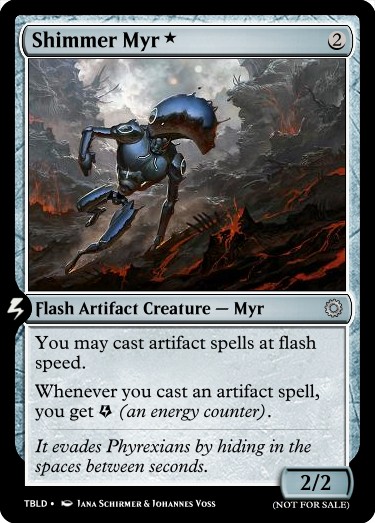 Shimmer Myr★ 2
Flash Artifact Creature — Myr
You may cast artifact spells at flash
speed.
Whenever you cast an artifact spell,
you get (an energy counter).
It evades Phyrexians by hiding in the
spaces between seconds.
2/2
TBLD • Jana Schirmer & Johannes Voss (NOT FOR SALE)